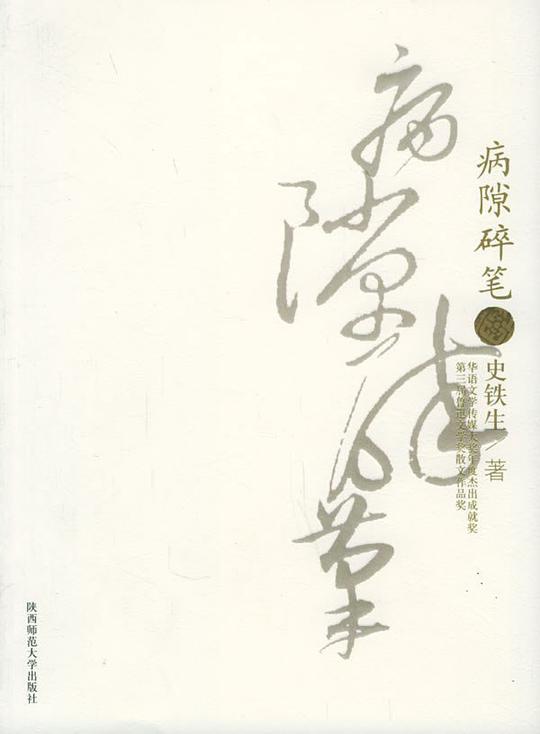 病隙碎笔
史铁生/著
华语文学传媒大奖年度杰出成就奖
第三届鲁迅文学奖散文作品奖
病隙碎筆
陕西师范大学出版社